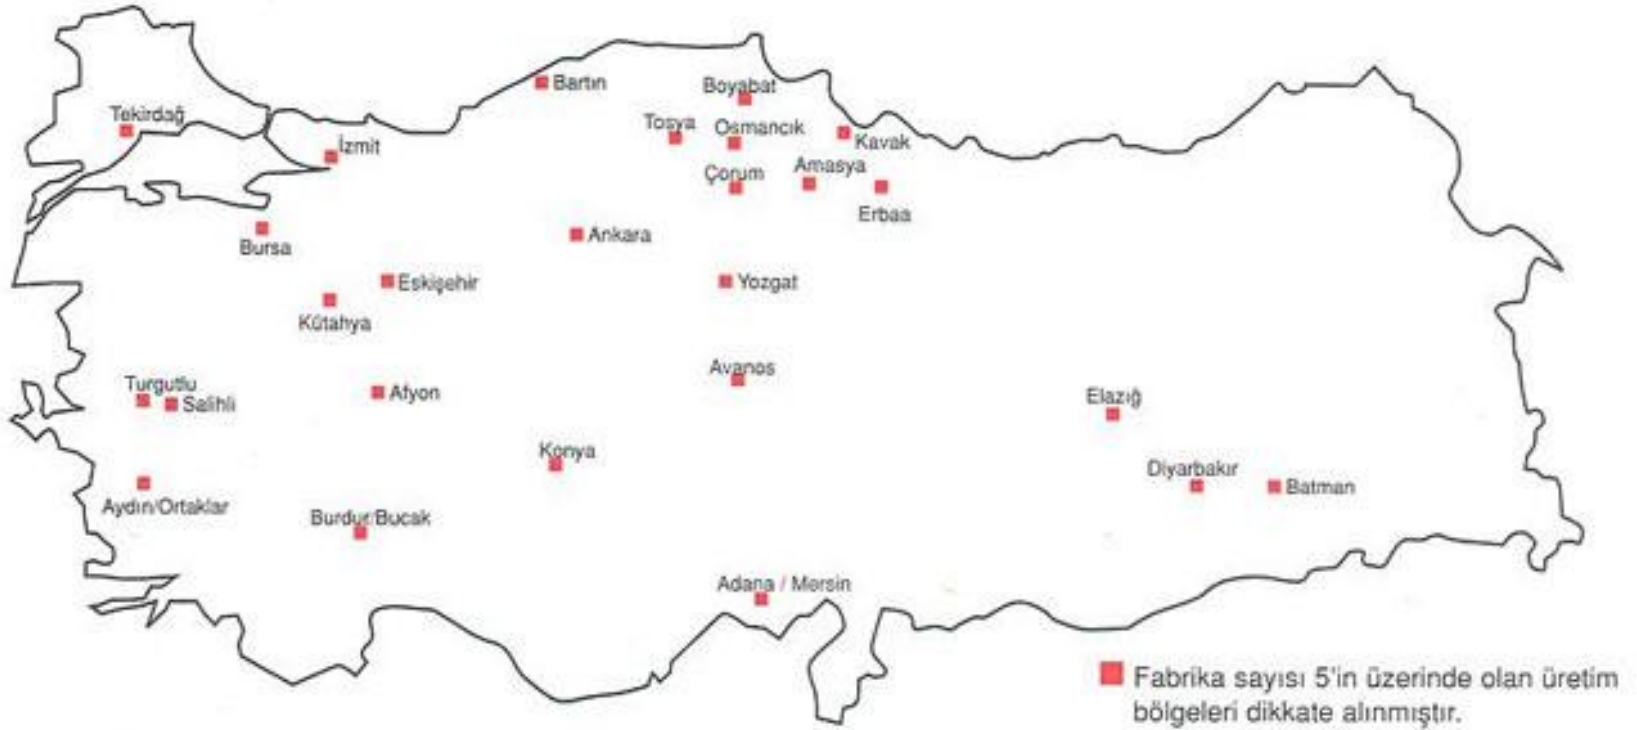 Bartın
Boyabat
Tekirdağ
Tosya
Osmancık
İzmit
Kavak
Çorum
Amasya
Erbaa
Bursa
Ankara
Eskişehir
Yozgat
Kütahya
Avanos
Turgutlu
Salihli
Afyon
Elazığ
Konya
Diyarbakır
Batman
Aydın/Ortaklar
Burdur/Bucak
Adana / Mersin
Fabrika sayısı 5'in üzerinde olan üretim
bölgeleri dikkate alınmıştır.